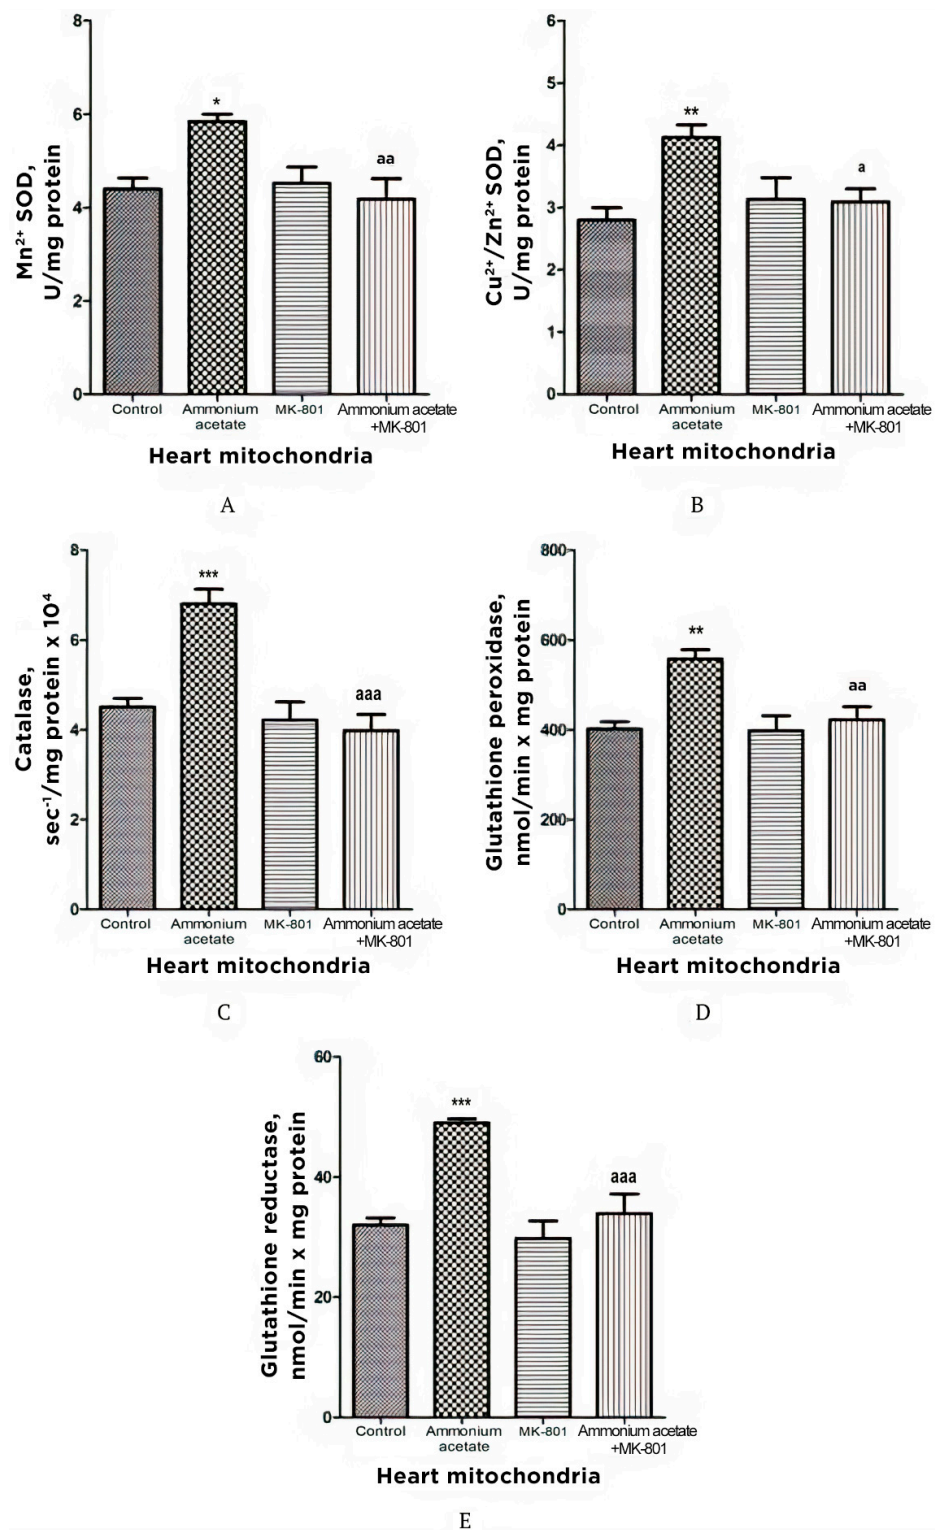 8
6
4
2
0
Mn²⁺ SOD,
U/mg protein
*
aa
Control
Ammonium
acetate
MK-801
Ammonium acetate
+MK-801
Heart mitochondria
A
6
5
4
3
2
1
0
Cu²⁺/Zn²⁺ SOD,
U/mg protein
**
a
Control
Ammonium
acetate
MK-801
Ammonium acetate
+MK-801
Heart mitochondria
B
8
6
4
2
0
Catalase,
sec⁻¹/mg protein x 10⁴
***
aaa
Control
Ammonium
acetate
MK-801
Ammonium acetate
+MK-801
Heart mitochondria
C
800
600
400
200
0
Glutathione peroxidase,
nmol/min x mg protein
**
aa
Control
Ammonium
acetate
MK-801
Ammonium acetate
+MK-801
Heart mitochondria
D
60
40
20
0
Glutathione reductase,
nmol/min x mg protein
***
aaa
Control
Ammonium
acetate
MK-801
Ammonium acetate
+MK-801
Heart mitochondria
E